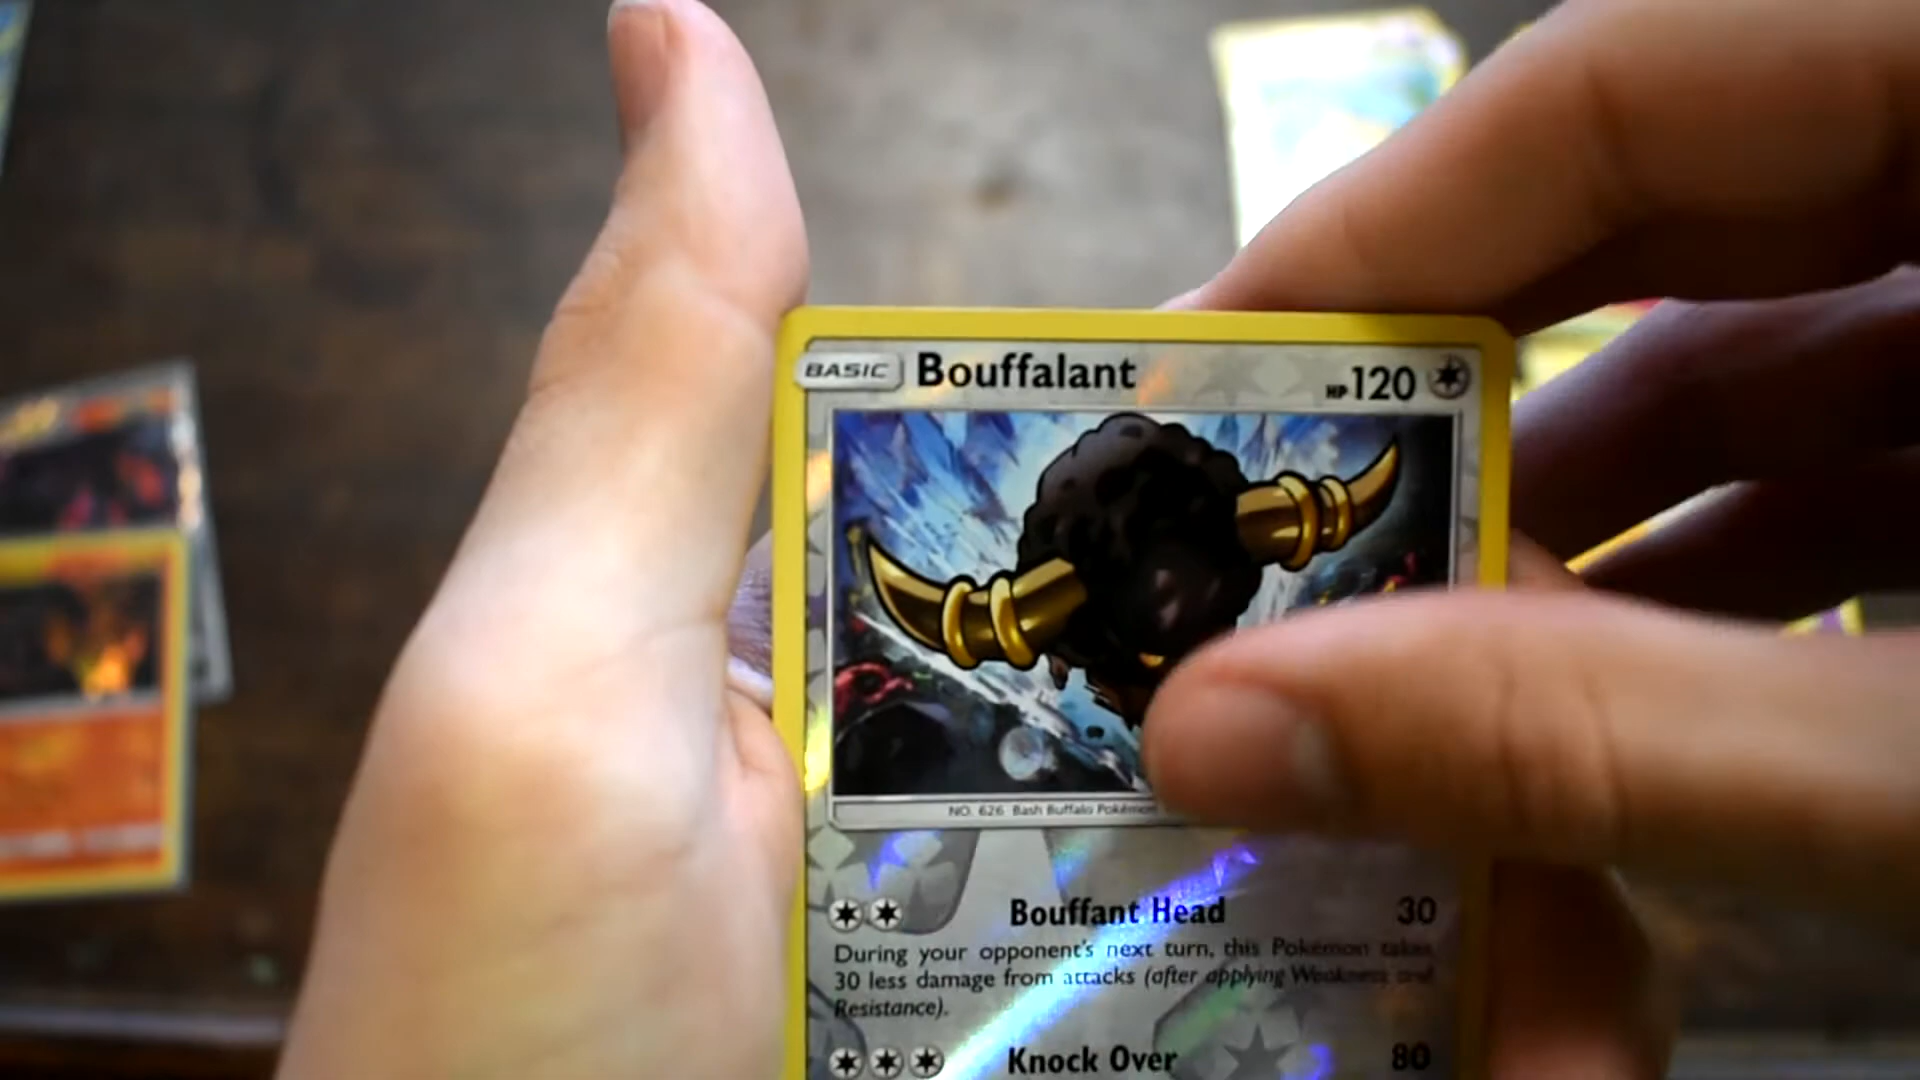 BASIC Bouffalant HP 120
NO. 626 Bash Buffalo Pokémon
Bouffant Head 30
During your opponent's next turn, this Pokémon takes
30 less damage from attacks (after applying Weakness and
Resistance).
Knock Over 80